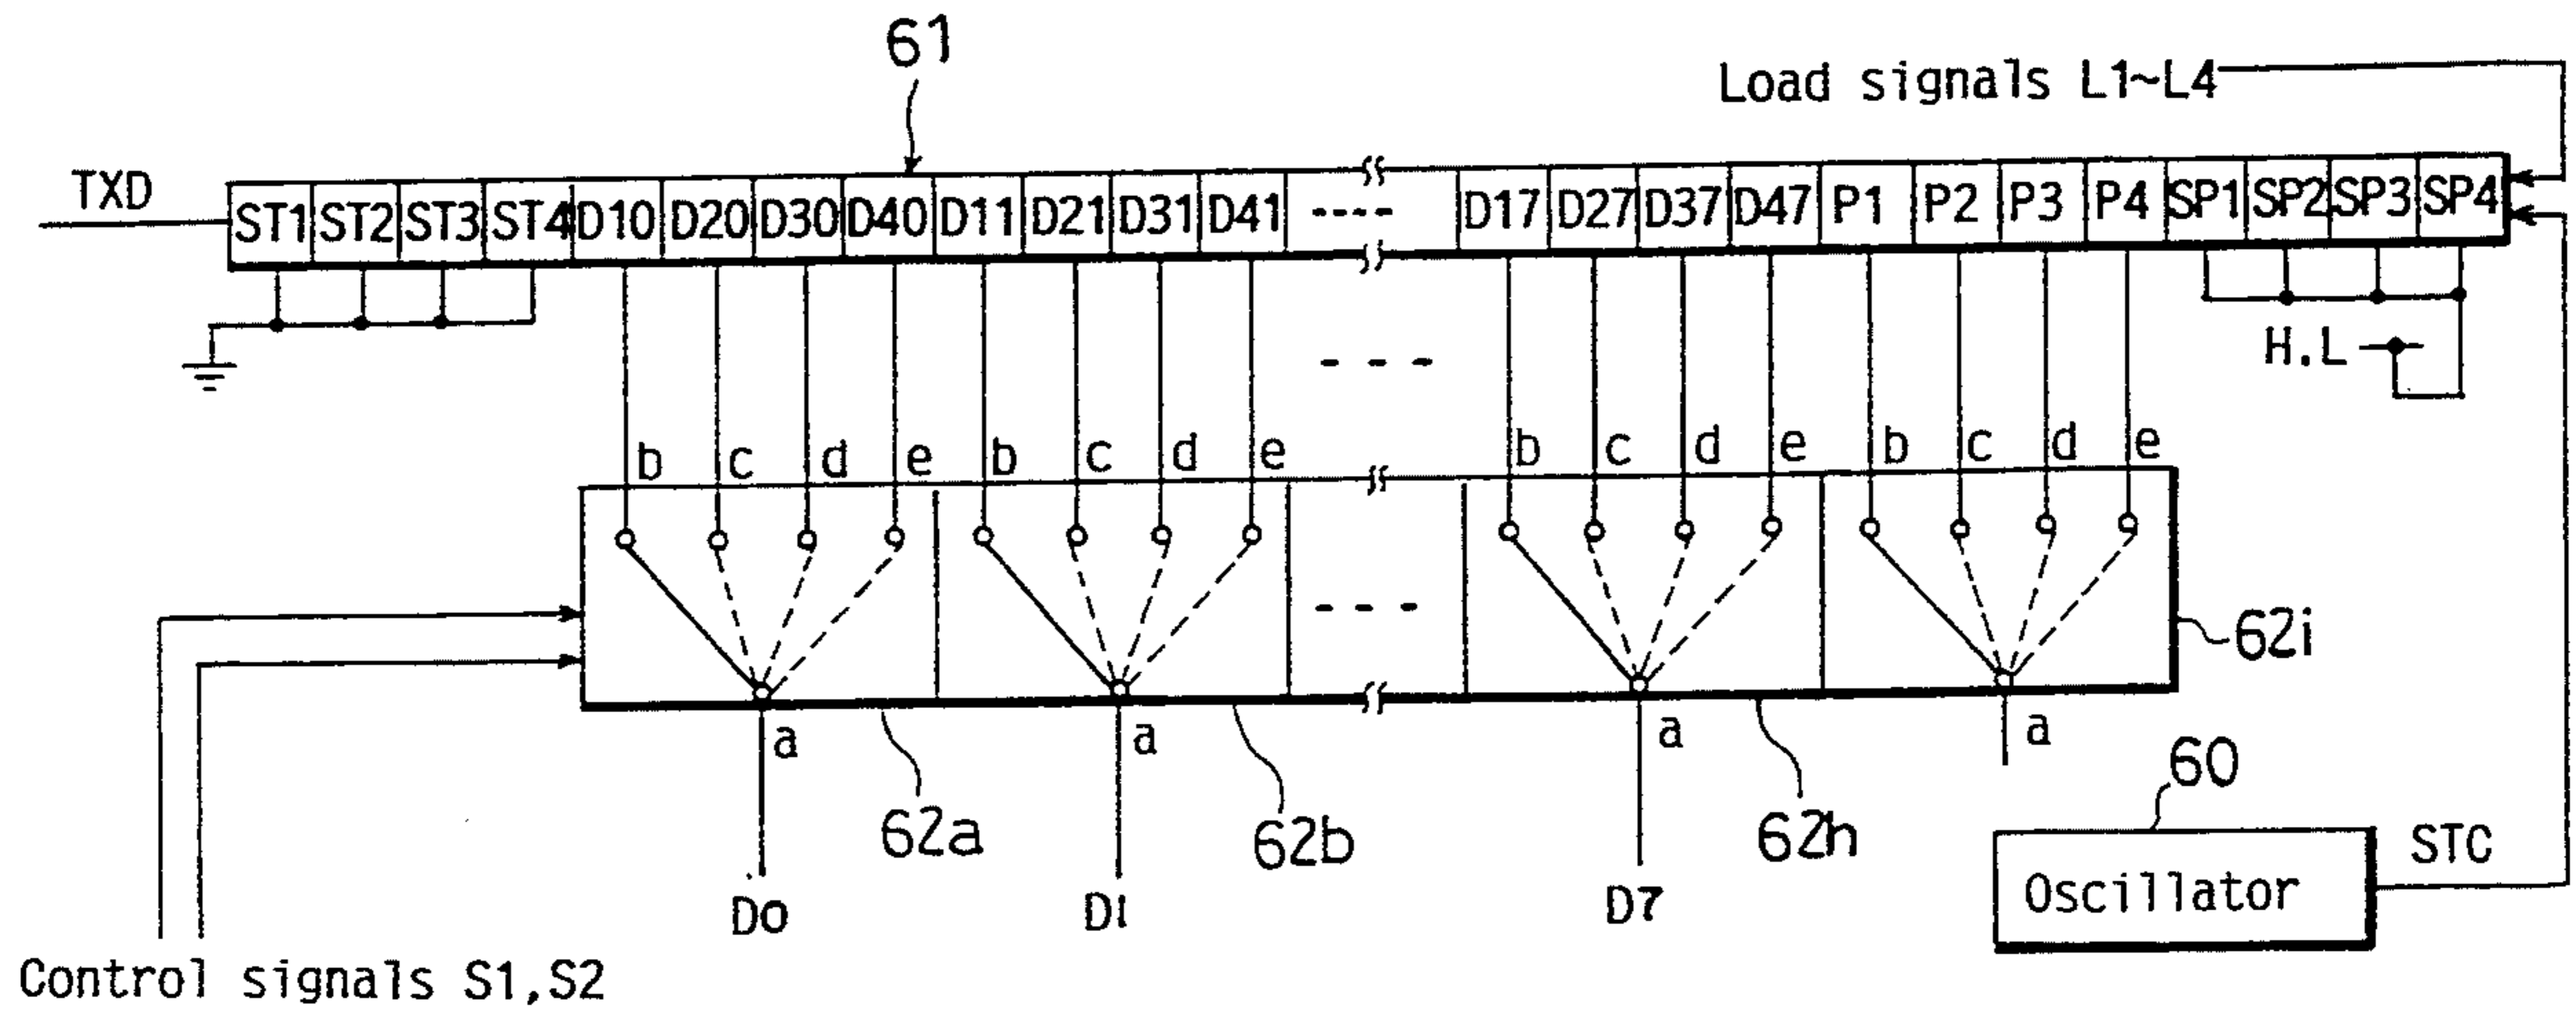 61
Load signals L1~L4
TXD
ST1 ST2 ST3 ST4 D10 D20 D30 D40 D11 D21 D31 D41 ---- D17 D27 D37 D47 P1 P2 P3 P4 SP1 SP2 SP3 SP4
H.L
b c d e b c d e b c d e b c d e
62i
a a a a
60
62a 62b 62h
STC
Oscillator
D0 D1 D7
Control signals S1,S2